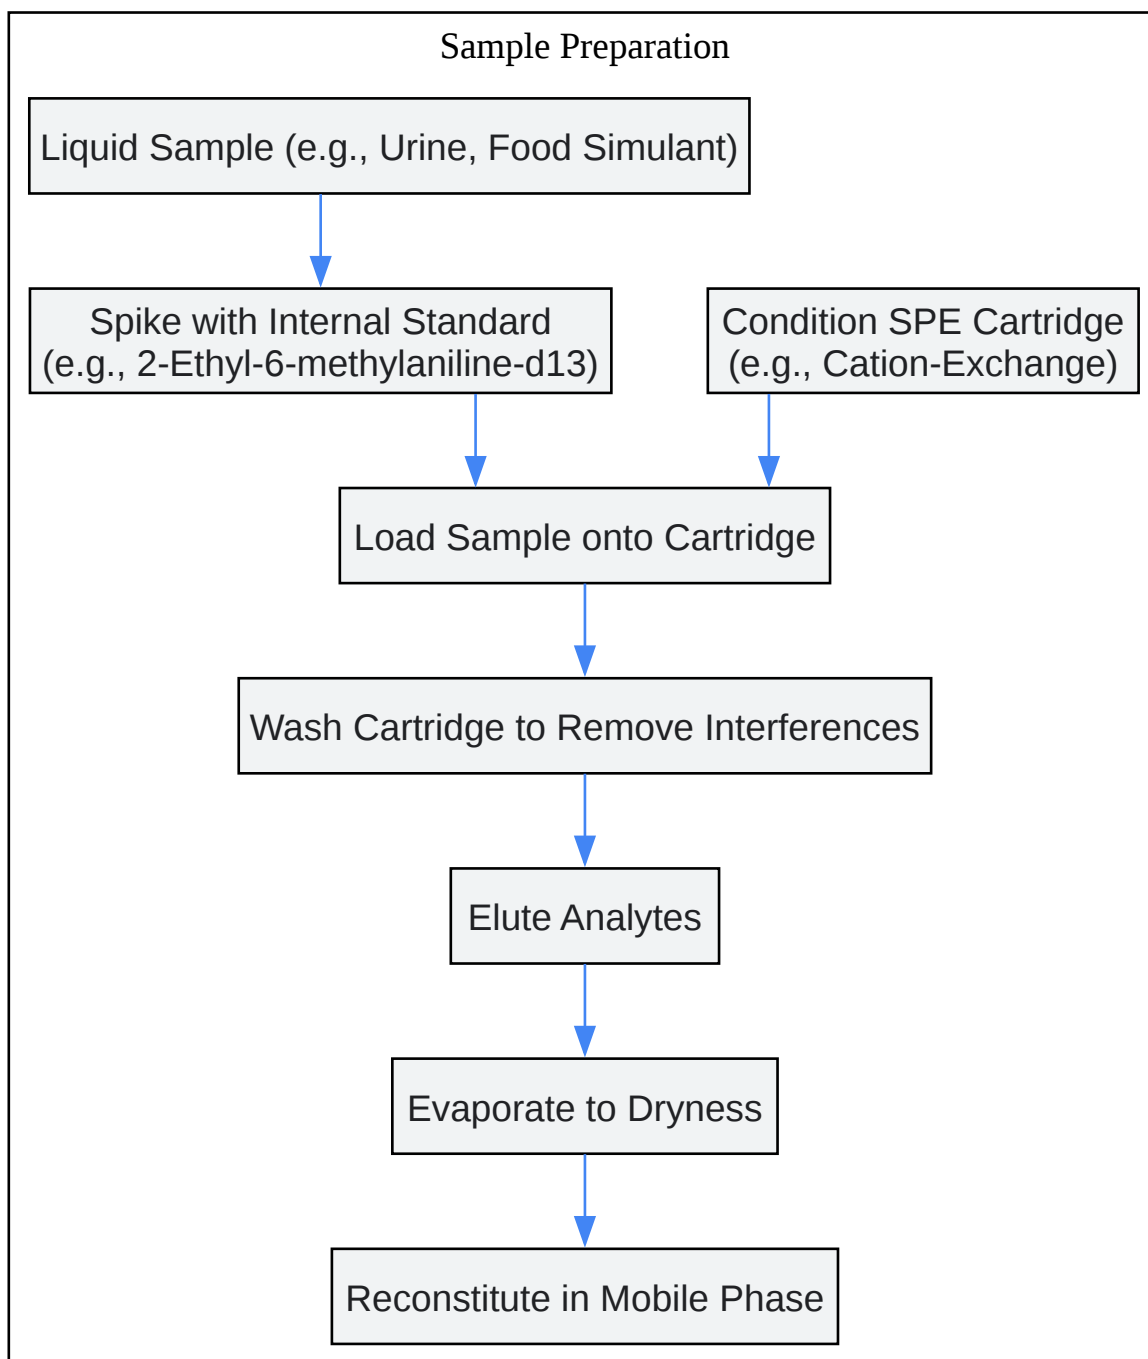 Sample Preparation
Liquid Sample (e.g., Urine, Food Simulant)
Spike with Internal Standard
(e.g., 2-Ethyl-6-methylaniline-d13)
Condition SPE Cartridge
(e.g., Cation-Exchange)
Load Sample onto Cartridge
Wash Cartridge to Remove Interferences
Elute Analytes
Evaporate to Dryness
Reconstitute in Mobile Phase